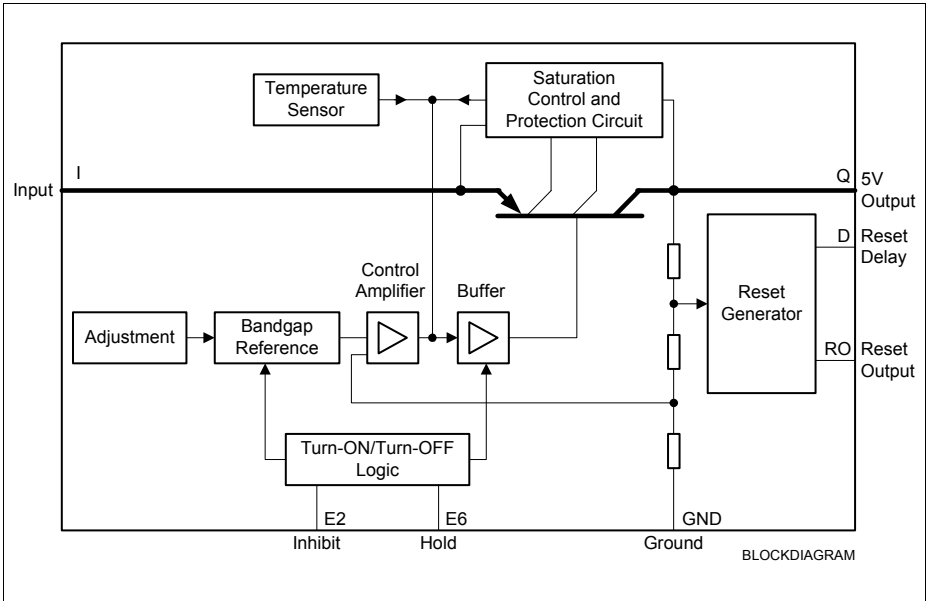 Temperature
Sensor
Saturation
Control and
Protection Circuit
I
Input
Q
5V
Output
D
Reset
Delay
Reset
Generator
RO
Reset
Output
Control
Amplifier
Buffer
Adjustment
Bandgap
Reference
Turn-ON/Turn-OFF
Logic
E2
E6
GND
Inhibit
Hold
Ground
BLOCKDIAGRAM